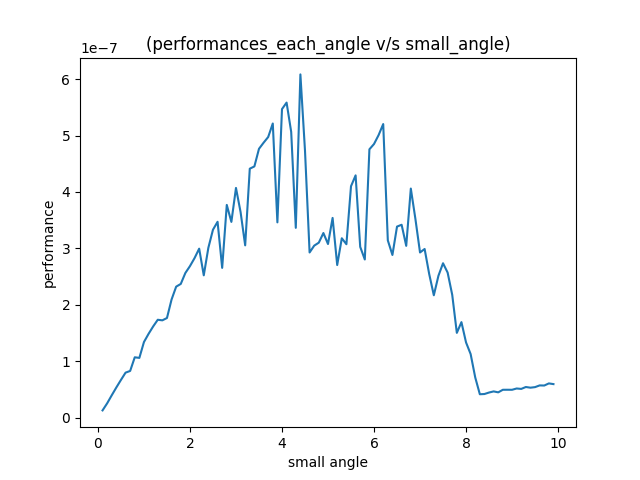 (performances_each_angle v/s small_angle)
1e−7
6
5
4
3
2
1
0
performance
0 2 4 6 8 10
small angle